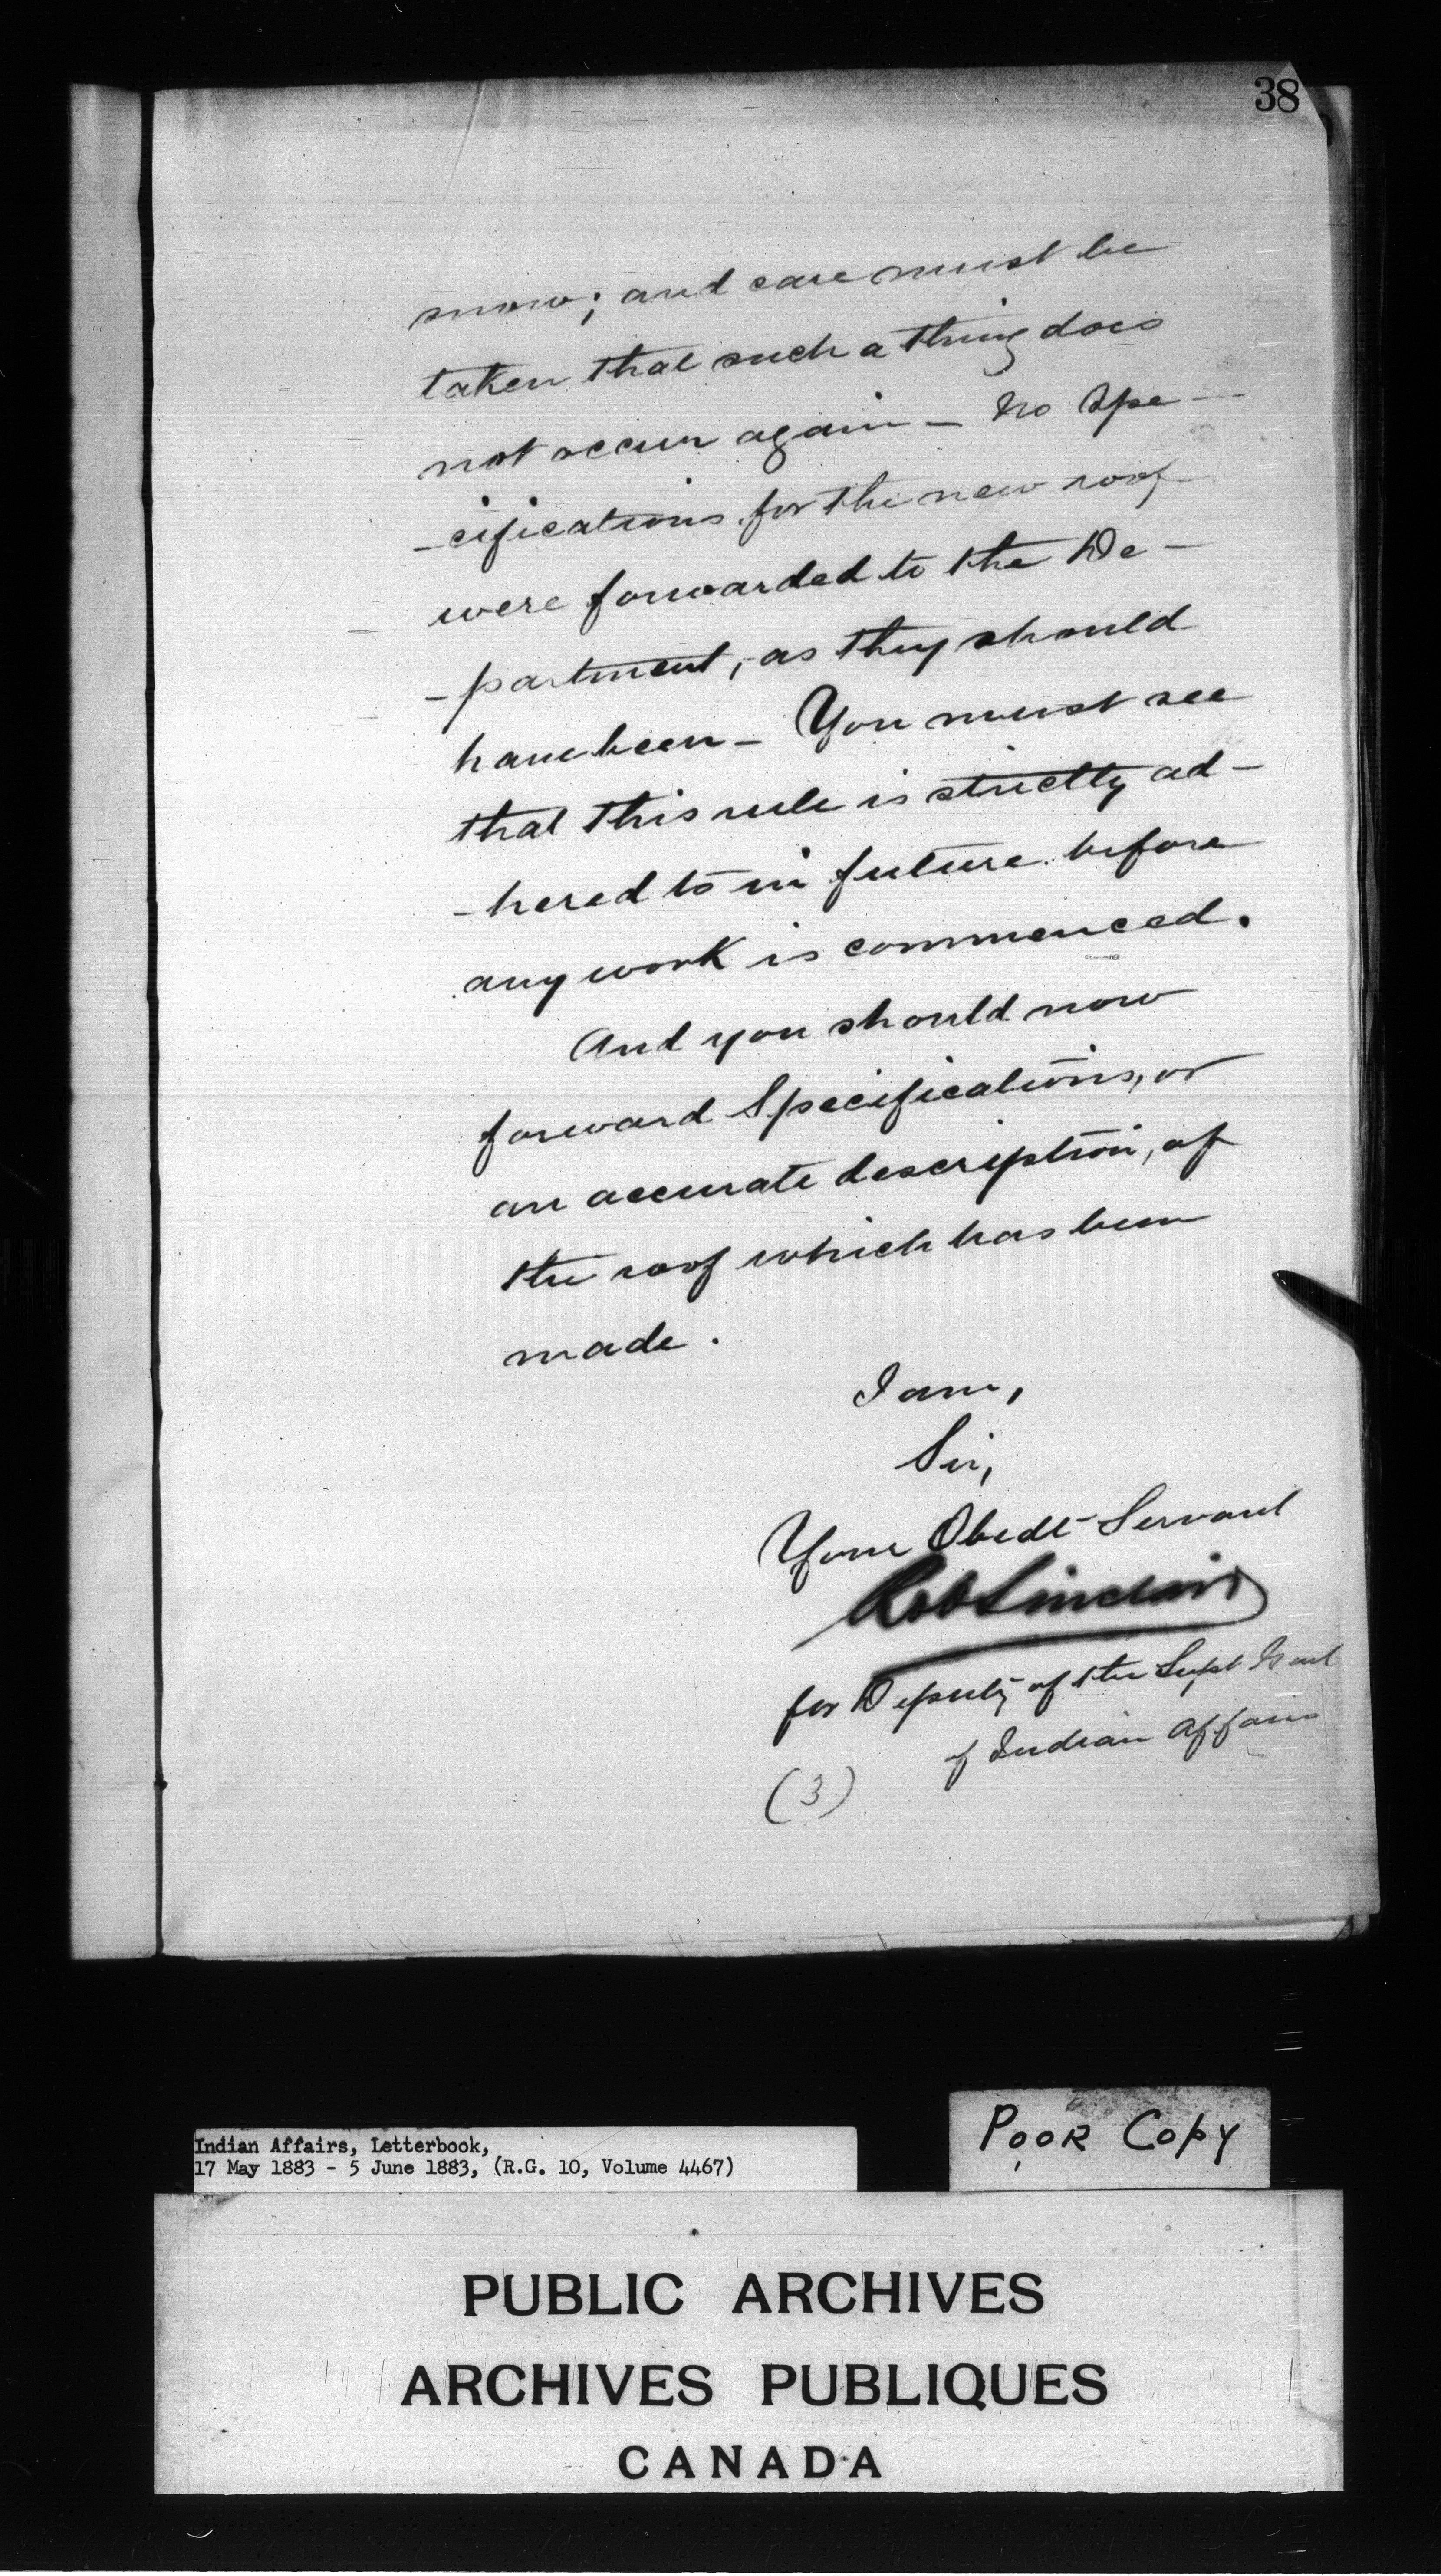 38
snow; and care must be
taken that such a thing does
not occur again - No Spe-
-cifications for the new roof
were forwarded to the De-
-partment, as they should
have been - You must see
that this rule is strictly ad-
-hered to in future before
any work is commenced.
And you should now
forward Specifications, or
an accurate description, of
the roof which has been
made.
I am,
Sir,
Your Obedt Servant
Rob Sinclair
for Deputy of the Supt Genl
of Indian Affairs
(3)
Poor Copy
Indian Affairs, Letterbook,
17 May 1883 - 5 June 1883, (R.G. 10, Volume 4467)
PUBLIC ARCHIVES
ARCHIVES PUBLIQUES
CANADA